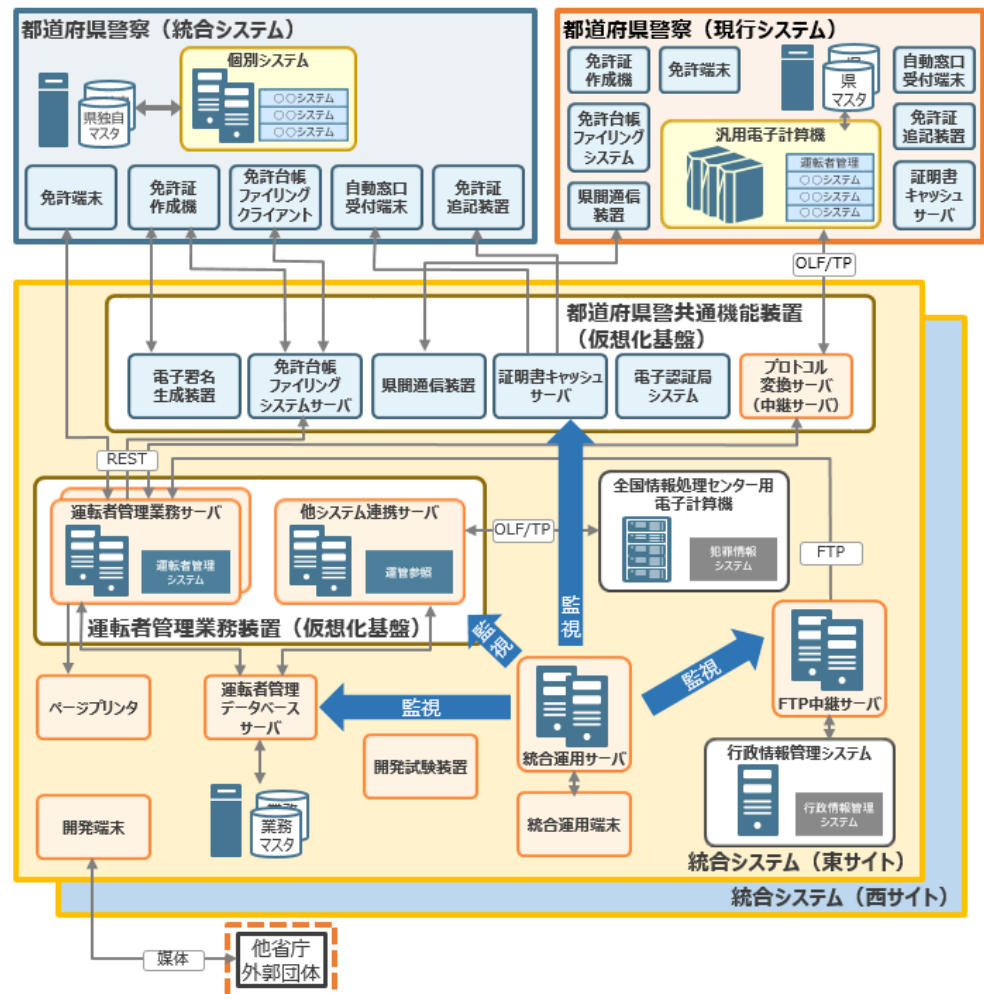 都道府県警察（統合システム）
個別システム
〇〇システム
〇〇システム
〇〇システム
県独自
マスタ
免許端末
免許証
作成機
免許台帳
ファイリング
クライアント
自動窓口
受付端末
免許証
追記装置
都道府県警察（現行システム）
免許証
作成機
免許端末
県
マスタ
自動窓口
受付端末
免許台帳
ファイリング
システム
汎用電子計算機
運転者管理
〇〇システム
〇〇システム
〇〇システム
免許証
追記装置
県間通信
装置
証明書
キャッシュ
サーバ
OLF/TP
都道府県警共通機能装置
（仮想化基盤）
電子署名
生成装置
免許台帳
ファイリング
システムサーバ
県間通信装置
証明書キャッシュ
サーバ
電子認証局
システム
プロトコル
変換サーバ
（中継サーバ）
REST
運転者管理業務サーバ
運転者管理
システム
他システム連携サーバ
運管参照
運転者管理業務装置（仮想化基盤）
OLF/TP
全国情報処理センター用
電子計算機
犯罪情報
システム
FTP
監視
監視
監視
監視
ページプリンタ
運転者管理
データベース
サーバ
開発試験装置
統合運用サーバ
FTP中継サーバ
開発端末
業務
マスタ
統合運用端末
行政情報管理システム
行政情報管理
システム
統合システム（東サイト）
統合システム（西サイト）
媒体
他省庁
外郭団体